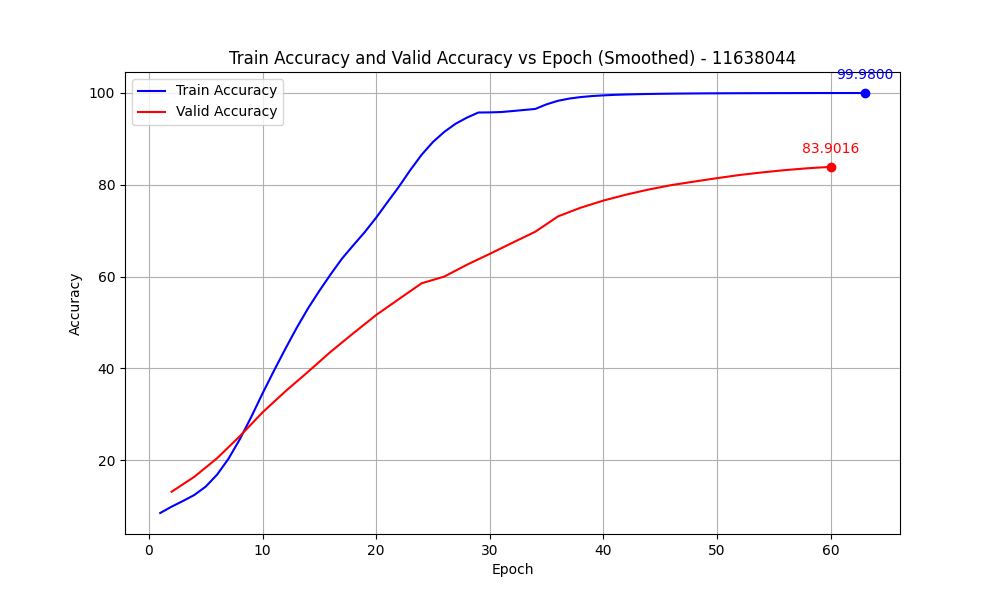 Train Accuracy and Valid Accuracy vs Epoch (Smoothed) - 11638044
99.9800
Train Accuracy
Valid Accuracy
83.9016
100
80
60
40
20
Accuracy
0 10 20 30 40 50 60
Epoch